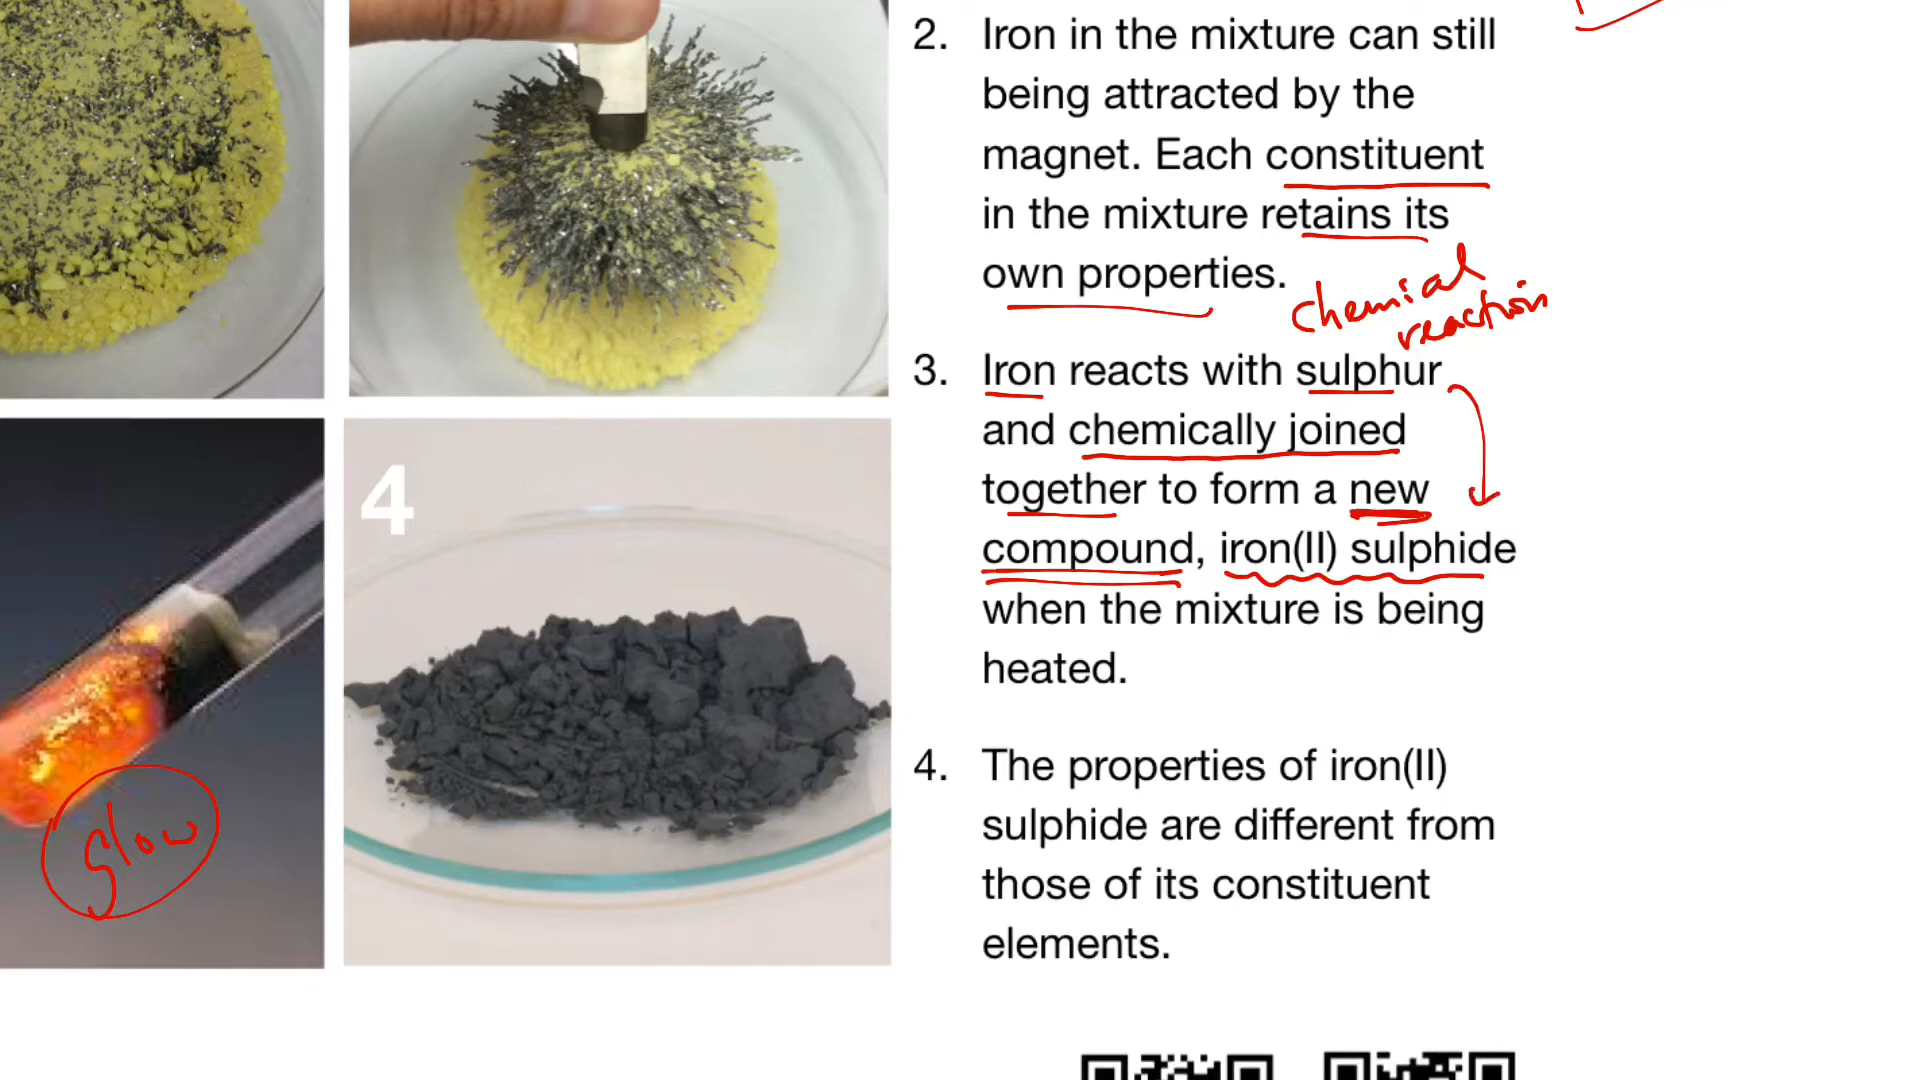 2. Iron in the mixture can still
being attracted by the
magnet. Each constituent
in the mixture retains its
own properties.
chemial
reaction
3. Iron reacts with sulphur
and chemically joined
together to form a new
compound, iron(II) sulphide
when the mixture is being
heated.
4
glow
4. The properties of iron(II)
sulphide are different from
those of its constituent
elements.